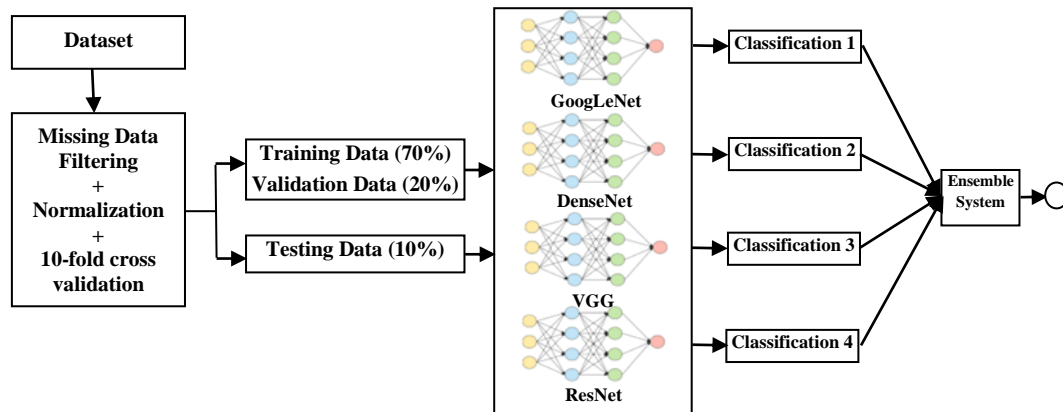 Dataset
Missing Data
Filtering
+
Normalization
+
10-fold cross
validation
Training Data (70%)
Validation Data (20%)
Testing Data (10%)
GoogLeNet
DenseNet
VGG
ResNet
Classification 1
Classification 2
Classification 3
Classification 4
Ensemble
System